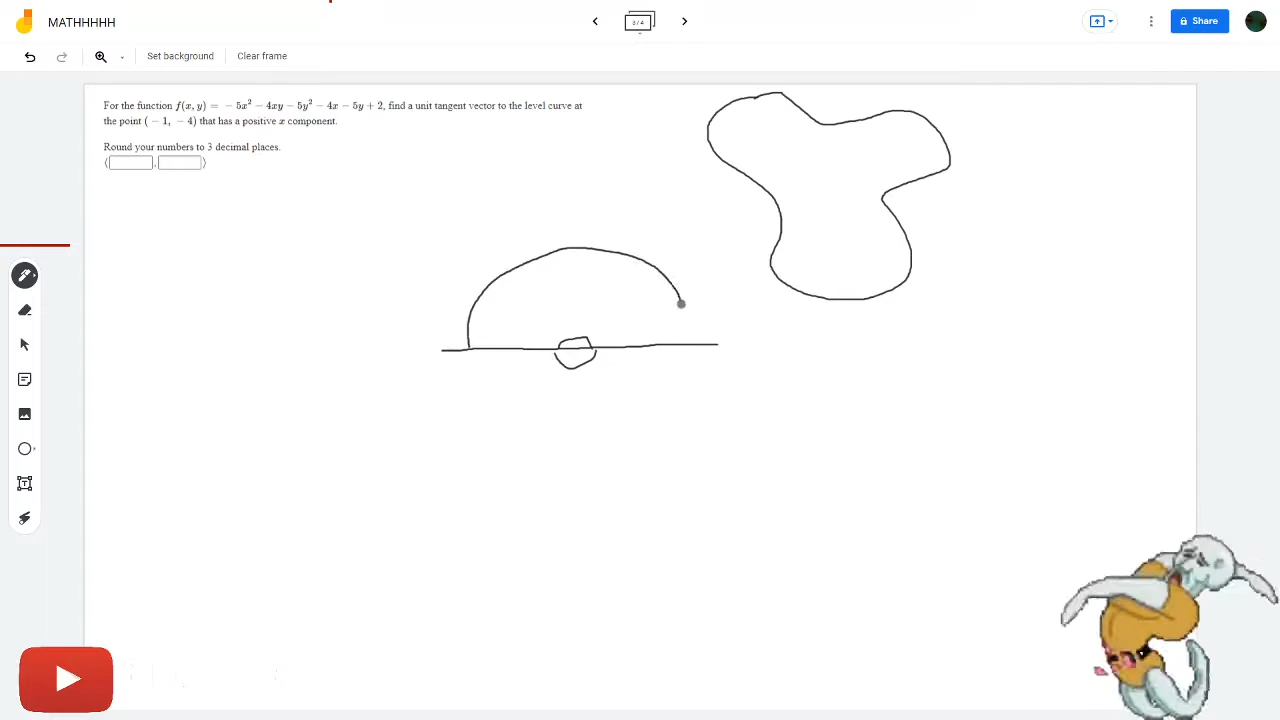 MATHHHHH
3 / 4
Share
Set background
Clear frame
For the function f(x, y) = − 5x² − 4xy − 5y² − 4x − 5y + 2, find a unit tangent vector to the level curve at
the point ( − 1, − 4) that has a positive x component.
Round your numbers to 3 decimal places.
( , )
T